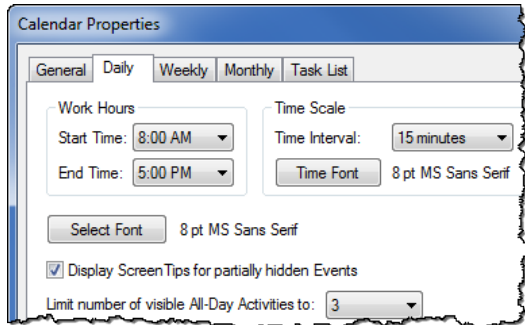 Calendar Properties
General Daily Weekly Monthly Task List
Work Hours
Start Time: 8:00 AM
End Time: 5:00 PM
Time Scale
Time Interval: 15 minutes
Time Font 8 pt MS Sans Serif
Select Font 8 pt MS Sans Serif
Display ScreenTips for partially hidden Events
Limit number of visible All-Day Activities to: 3